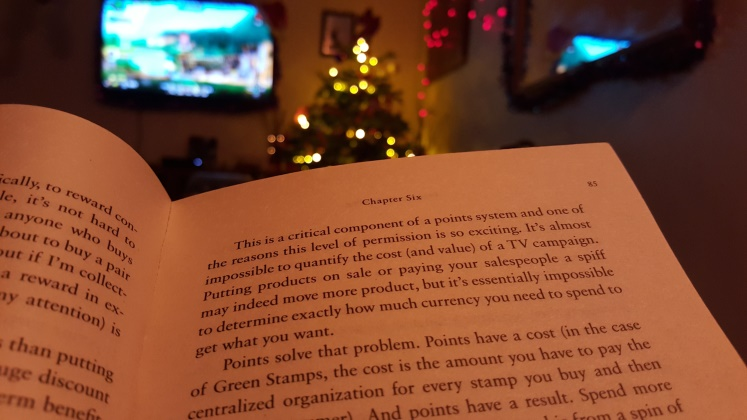 ically, to reward con-
le, it's not hard to
anyone who buys
bout to buy a pair
out if I'm collect-
a reward in ex-
ny attention) is
s than putting
uge discount
erm benefit
Chapter Six
85
This is a critical component of a points system and one of
the reasons this level of permission is so exciting. It's almost
impossible to quantify the cost (and value) of a TV campaign.
Putting products on sale or paying your salespeople a spiff
may indeed move more product, but it's essentially impossible
to determine exactly how much currency you need to spend to
get what you want.
Points solve that problem. Points have a cost (in the case
of Green Stamps, the cost is the amount you have to pay the
centralized organization for every stamp you buy and then
And points have a result. Spend more
from a spin of